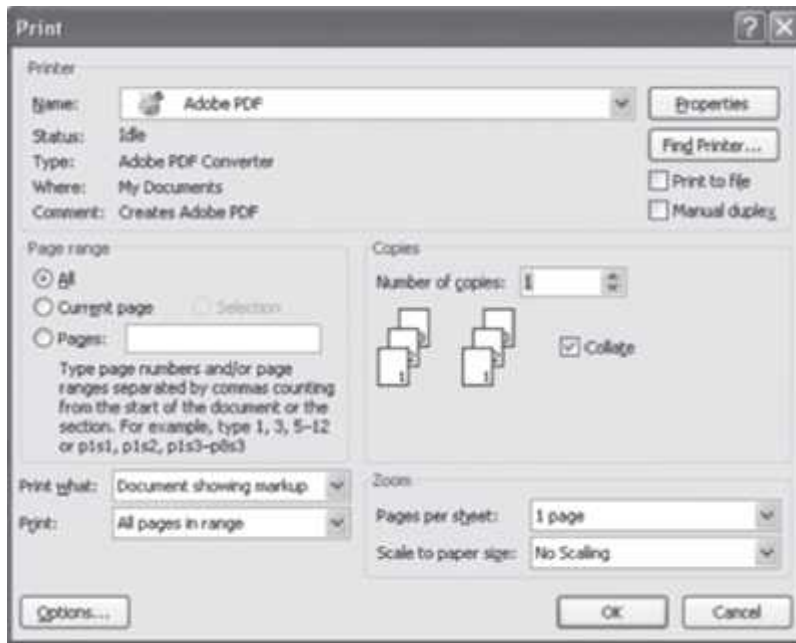 Print
Printer
Name: Adobe PDF Properties
Status: Idle Find Printer...
Type: Adobe PDF Converter
Where: My Documents Print to file
Comment: Creates Adobe PDF Manual duplex
Page range
All
Current page Selection
Pages:
Type page numbers and/or page
ranges separated by commas counting
from the start of the document or the
section. For example, type 1, 3, 5–12
or p1s1, p1s2, p1s3–p8s3
Copies
Number of copies: 1
1 1
Collate
Print what: Document showing markup
Print: All pages in range
Zoom
Pages per sheet: 1 page
Scale to paper size: No Scaling
Options... OK Cancel